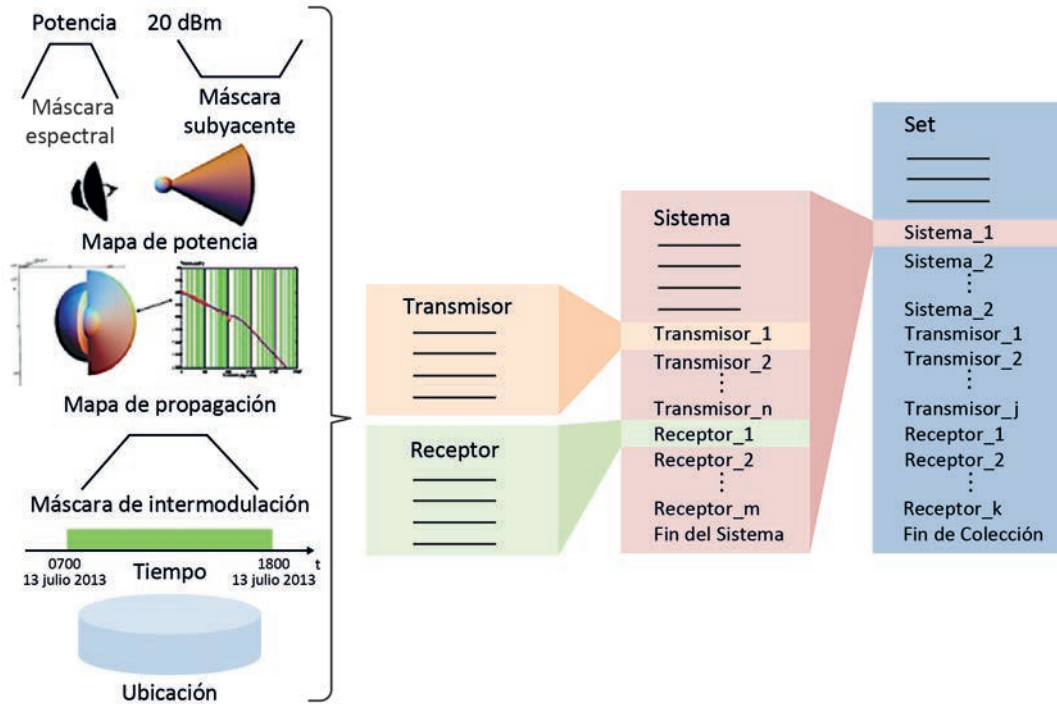 Potencia
20 dBm
Máscara
espectral
Máscara
subyacente
Mapa de potencia
Mapa de propagación
Máscara de intermodulación
0700
13 julio 2013
Tiempo
1800
13 julio 2013
t
Ubicación
Transmisor
Receptor
Sistema
Transmisor_1
Transmisor_2
Transmisor_n
Receptor_1
Receptor_2
Receptor_m
Fin del Sistema
Set
Sistema_1
Sistema_2
Sistema_2
Transmisor_1
Transmisor_2
Transmisor_j
Receptor_1
Receptor_2
Receptor_k
Fin de Colección